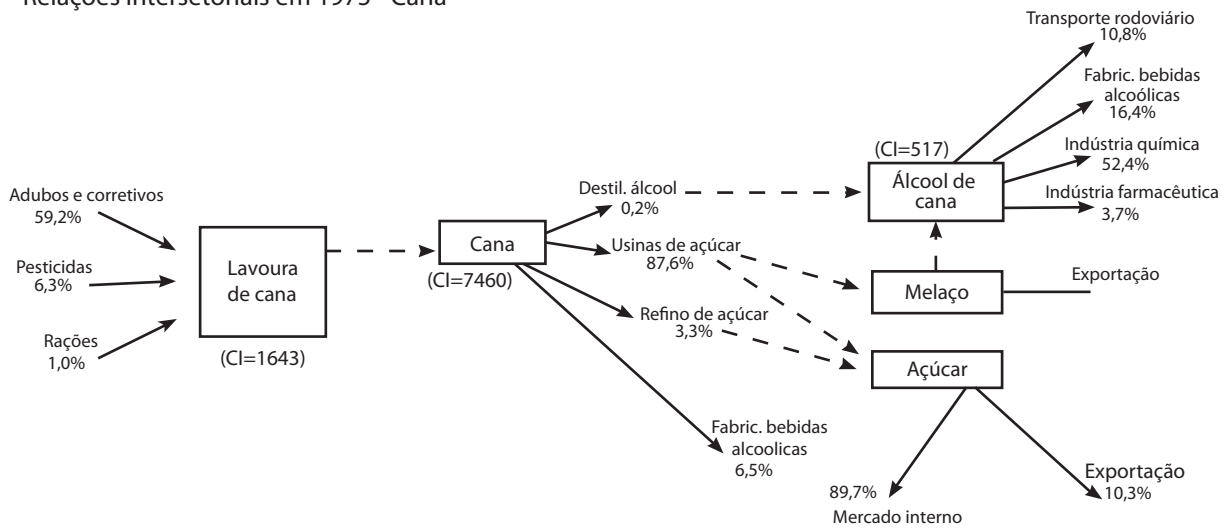 Relações intersetoriais em 1975 - Cana
Transporte rodoviário
10,8%
Fabric. bebidas
alcoólicas
16,4%
(CI=517)
Indústria química
52,4%
Álcool de
cana
Indústria farmacêutica
3,7%
Adubos e corretivos
59,2%
Pesticidas
6,3%
Rações
1,0%
Lavoura
de cana
(CI=1643)
Cana
(CI=7460)
Destil. álcool
0,2%
Usinas de açúcar
87,6%
Refino de açúcar
3,3%
Fabric. bebidas
alcoolicas
6,5%
Melaço
Exportação
Açúcar
89,7%
Mercado interno
Exportação
10,3%